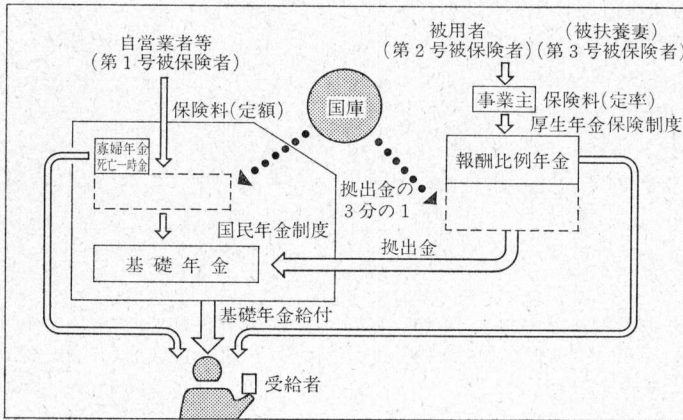 自営業者等
(第1号被保険者)
被用者 (被扶養妻)
(第2号被保険者)(第3号被保険者)
国庫
保険料(定額)
事業主 保険料(定率)
厚生年金保険制度
寡婦年金
死亡一時金
報酬比例年金
拠出金の
3分の1
国民年金制度
拠出金
基礎年金
基礎年金給付
受給者